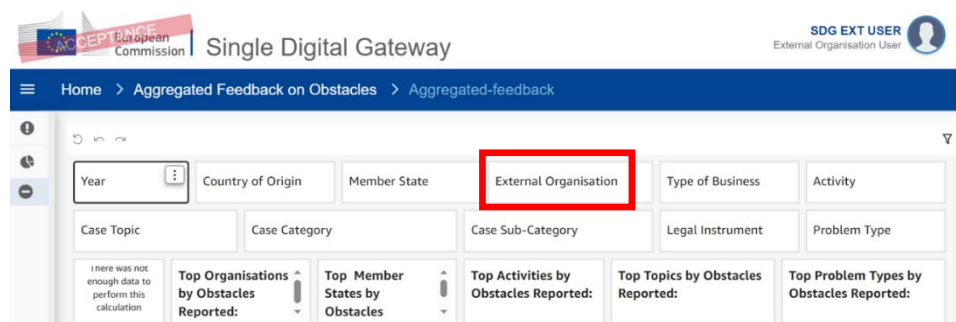 ACCEPTANCE
European
Commission
Single Digital Gateway
SDG EXT USER
External Organisation User
Home > Aggregated Feedback on Obstacles > Aggregated-feedback
Year Country of Origin Member State External Organisation Type of Business Activity
Case Topic Case Category Case Sub-Category Legal Instrument Problem Type
There was not
enough data to
perform this
calculation
Top Organisations
by Obstacles
Reported:
Top Member
States by
Obstacles
Top Activities by
Obstacles Reported:
Top Topics by Obstacles
Reported:
Top Problem Types by
Obstacles Reported: